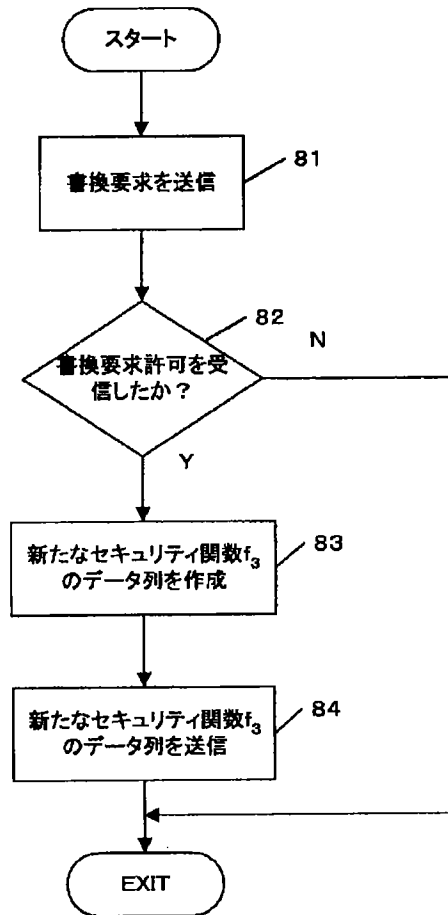 スタート
書換要求を送信
81
82
N
書換要求許可を受
信したか？
Y
新たなセキュリティ関数f₃
のデータ列を作成
83
新たなセキュリティ関数f₃
のデータ列を送信
84
EXIT